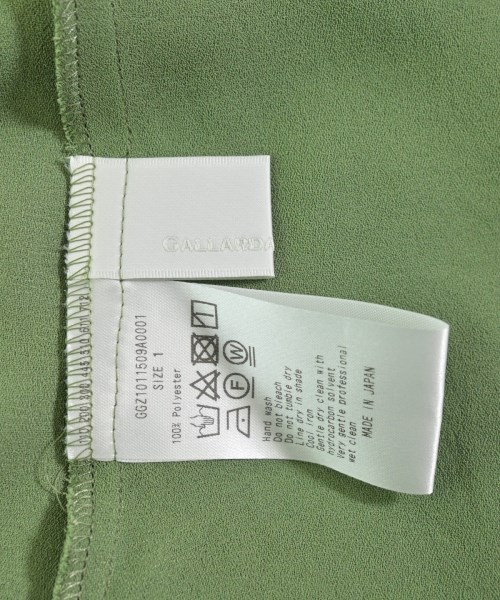 GALLARDA
GGZ1011509A0001
SIZE 1
100% Polyester
Hand wash
Do not bleach
Do not tumble dry
Line dry in shade
Cool iron
Gentle dry clean with
hydrocarbon solvent
Very gentle professional
wet clean
MADE IN JAPAN